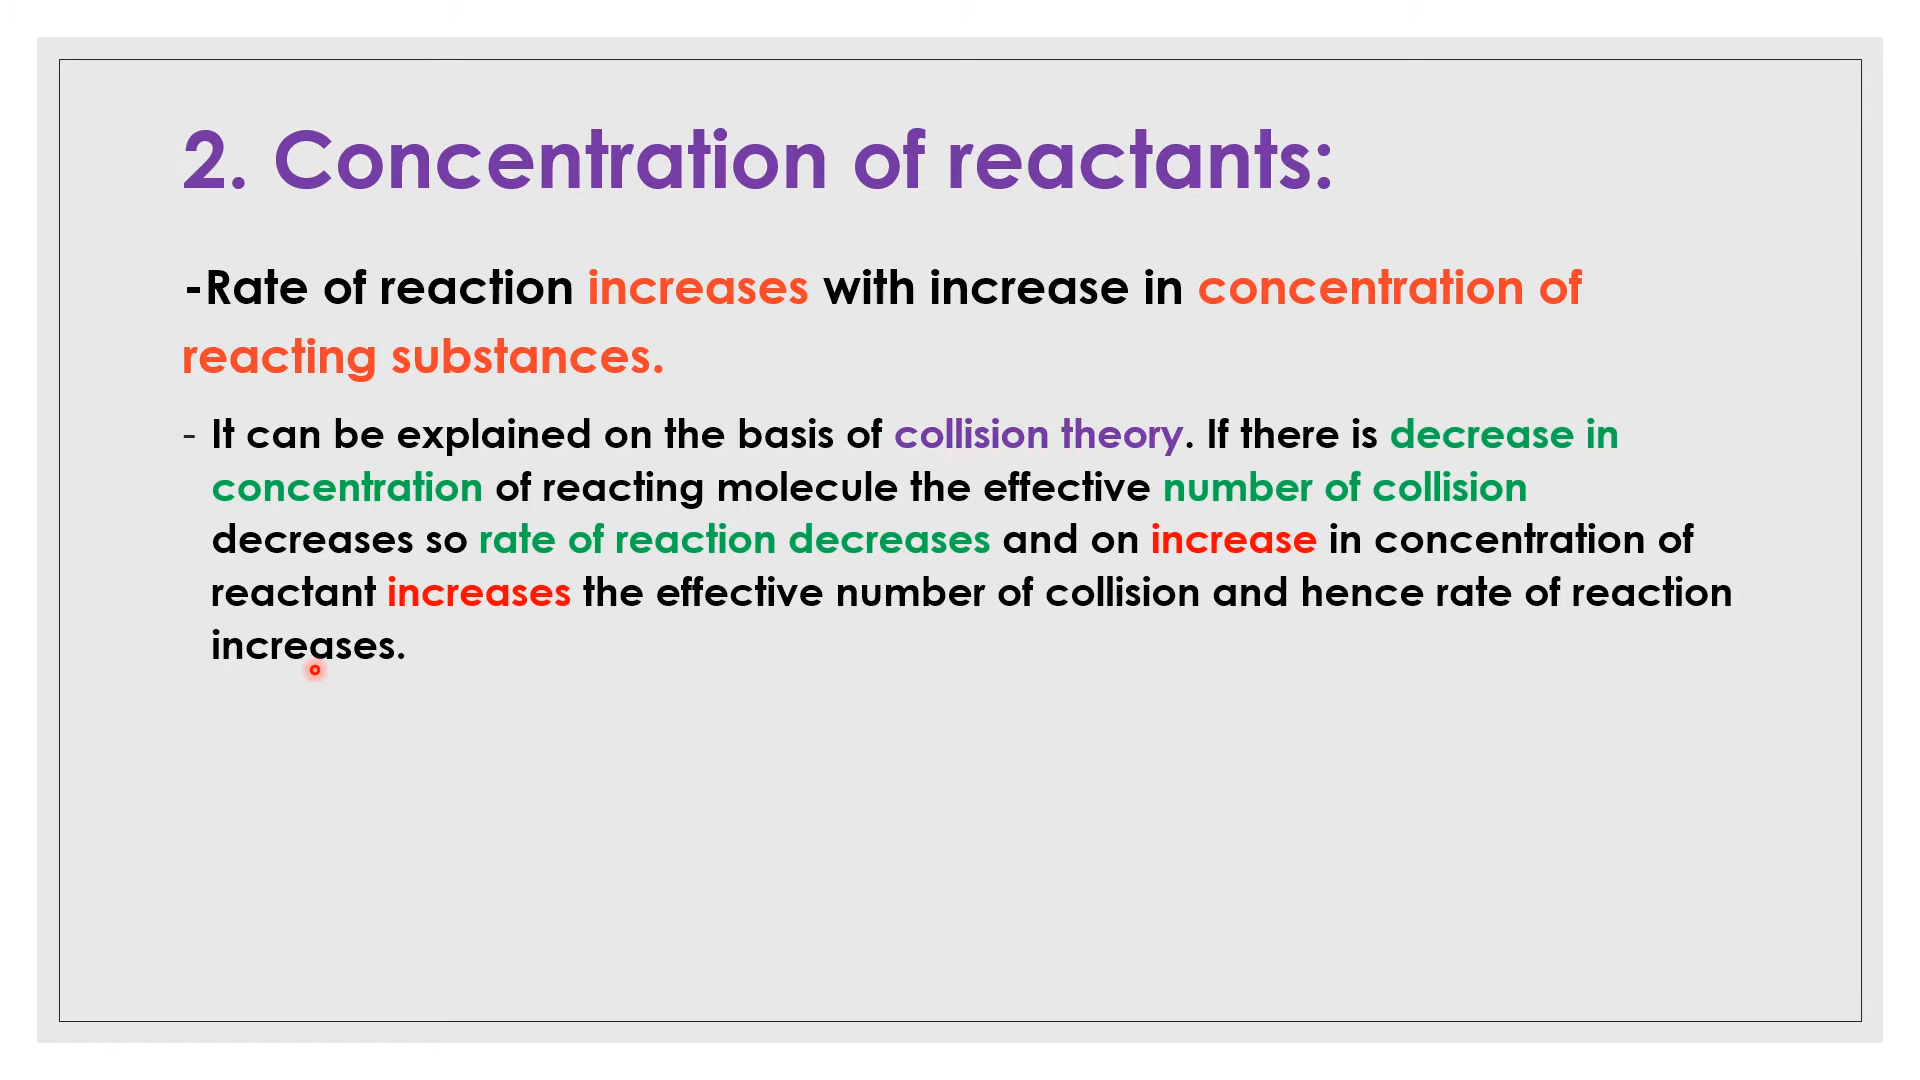 2. Concentration of reactants:
-Rate of reaction increases with increase in concentration of
reacting substances.
- It can be explained on the basis of collision theory. If there is decrease in
concentration of reacting molecule the effective number of collision
decreases so rate of reaction decreases and on increase in concentration of
reactant increases the effective number of collision and hence rate of reaction
increases.